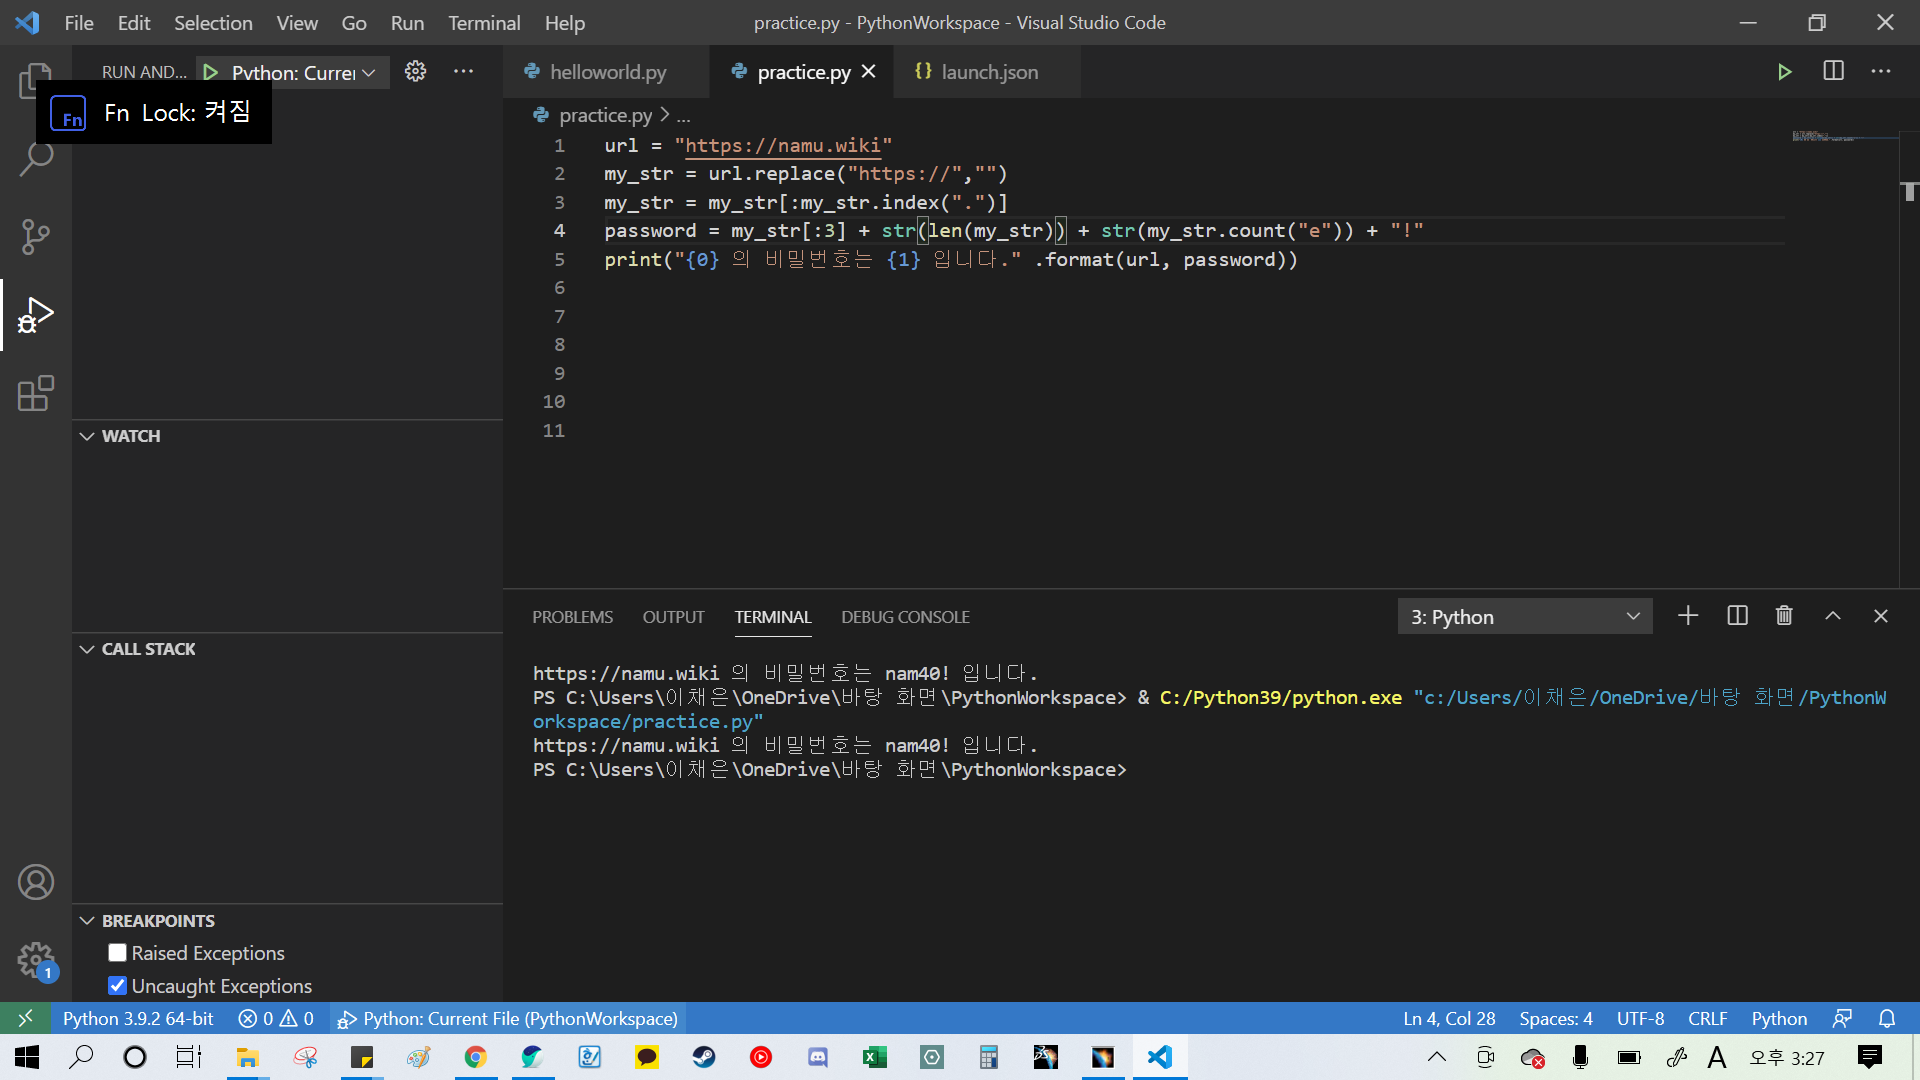 File Edit Selection View Go Run Terminal Help
practice.py - PythonWorkspace - Visual Studio Code
RUN AND... Python: Currer
Fn Fn Lock: 켜짐
helloworld.py practice.py launch.json
practice.py > ...
1 url = "https://namu.wiki"
2 my_str = url.replace("https://","")
3 my_str = my_str[:my_str.index(".")]
4 password = my_str[:3] + str(len(my_str)) + str(my_str.count("e")) + "!"
5 print("{0} 의 비밀번호는 {1} 입니다." .format(url, password))
6
7
8
9
10
11
WATCH
CALL STACK
BREAKPOINTS
Raised Exceptions
Uncaught Exceptions
PROBLEMS OUTPUT TERMINAL DEBUG CONSOLE
3: Python
https://namu.wiki 의 비밀번호는 nam40! 입니다.
PS C:\Users\이채은\OneDrive\바탕 화면\PythonWorkspace> & C:/Python39/python.exe "c:/Users/이채은/OneDrive/바탕 화면/PythonW
orkspace/practice.py"
https://namu.wiki 의 비밀번호는 nam40! 입니다.
PS C:\Users\이채은\OneDrive\바탕 화면\PythonWorkspace>
1
Python 3.9.2 64-bit 0 0 Python: Current File (PythonWorkspace)
Ln 4, Col 28 Spaces: 4 UTF-8 CRLF Python
A 오후 3:27